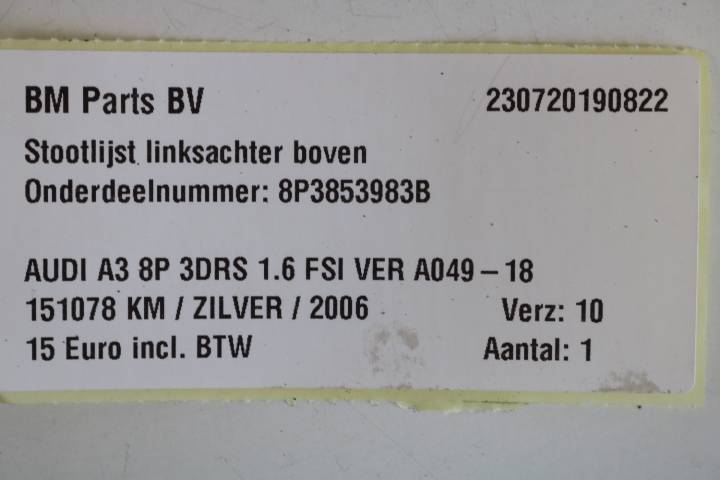 BM Parts BV 230720190822
Stootlijst linksachter boven
Onderdeelnummer: 8P3853983B
AUDI A3 8P 3DRS 1.6 FSI VER A049-18
151078 KM / ZILVER / 2006 Verz: 10
15 Euro incl. BTW Aantal: 1